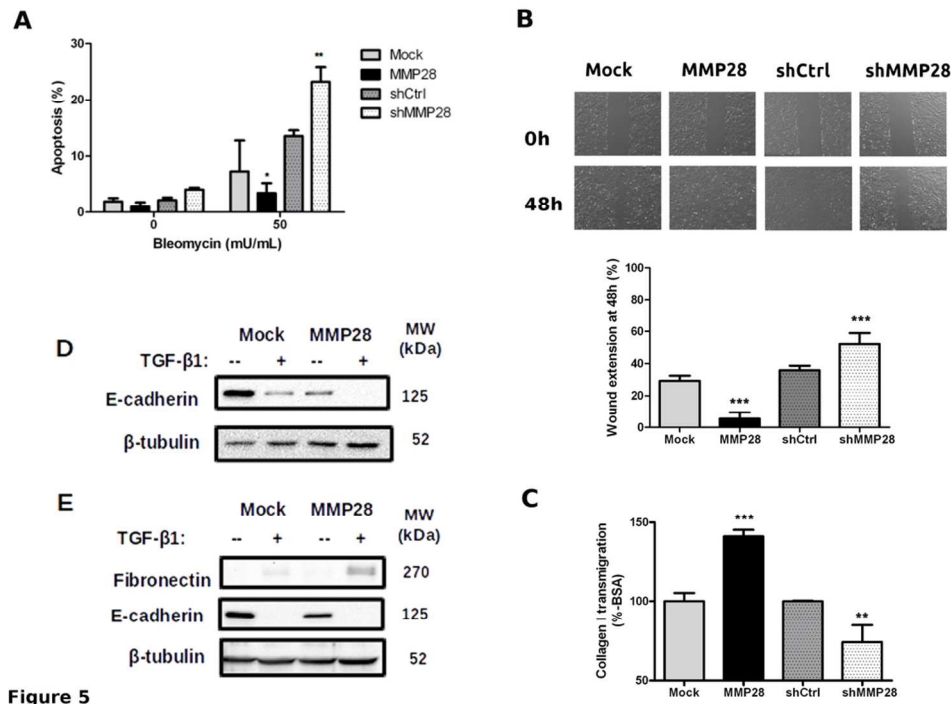 A
30
20
10
0
Apoptosis (%)
**
*
0 50
Bleomycin (mU/mL)
Mock
MMP28
shCtrl
shMMP28
B
Mock MMP28 shCtrl shMMP28
0h
48h
100
80
60
40
20
0
Wound extension at 48h (%)
***
***
Mock MMP28 shCtrl shMMP28
D
Mock MMP28 MW
(kDa)
TGF-β1: -- + -- +
E-cadherin 125
β-tubulin 52
E
Mock MMP28 MW
(kDa)
TGF-β1: -- + -- +
Fibronectin 270
E-cadherin 125
β-tubulin 52
C
150
100
50
Collagen I transmigration
(%-BSA)
***
**
Mock MMP28 shCtrl shMMP28
Figure 5